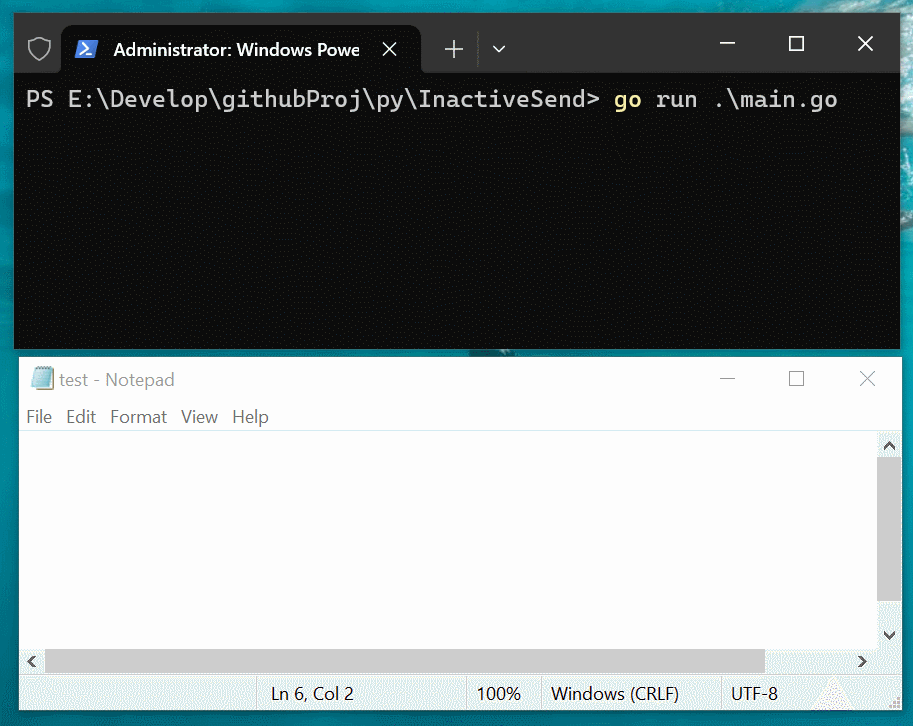 Administrator: Windows Powe
PS E:\Develop\githubProj\py\InactiveSend> go run .\main.go
test - Notepad
File Edit Format View Help
Ln 6, Col 2 100% Windows (CRLF) UTF-8